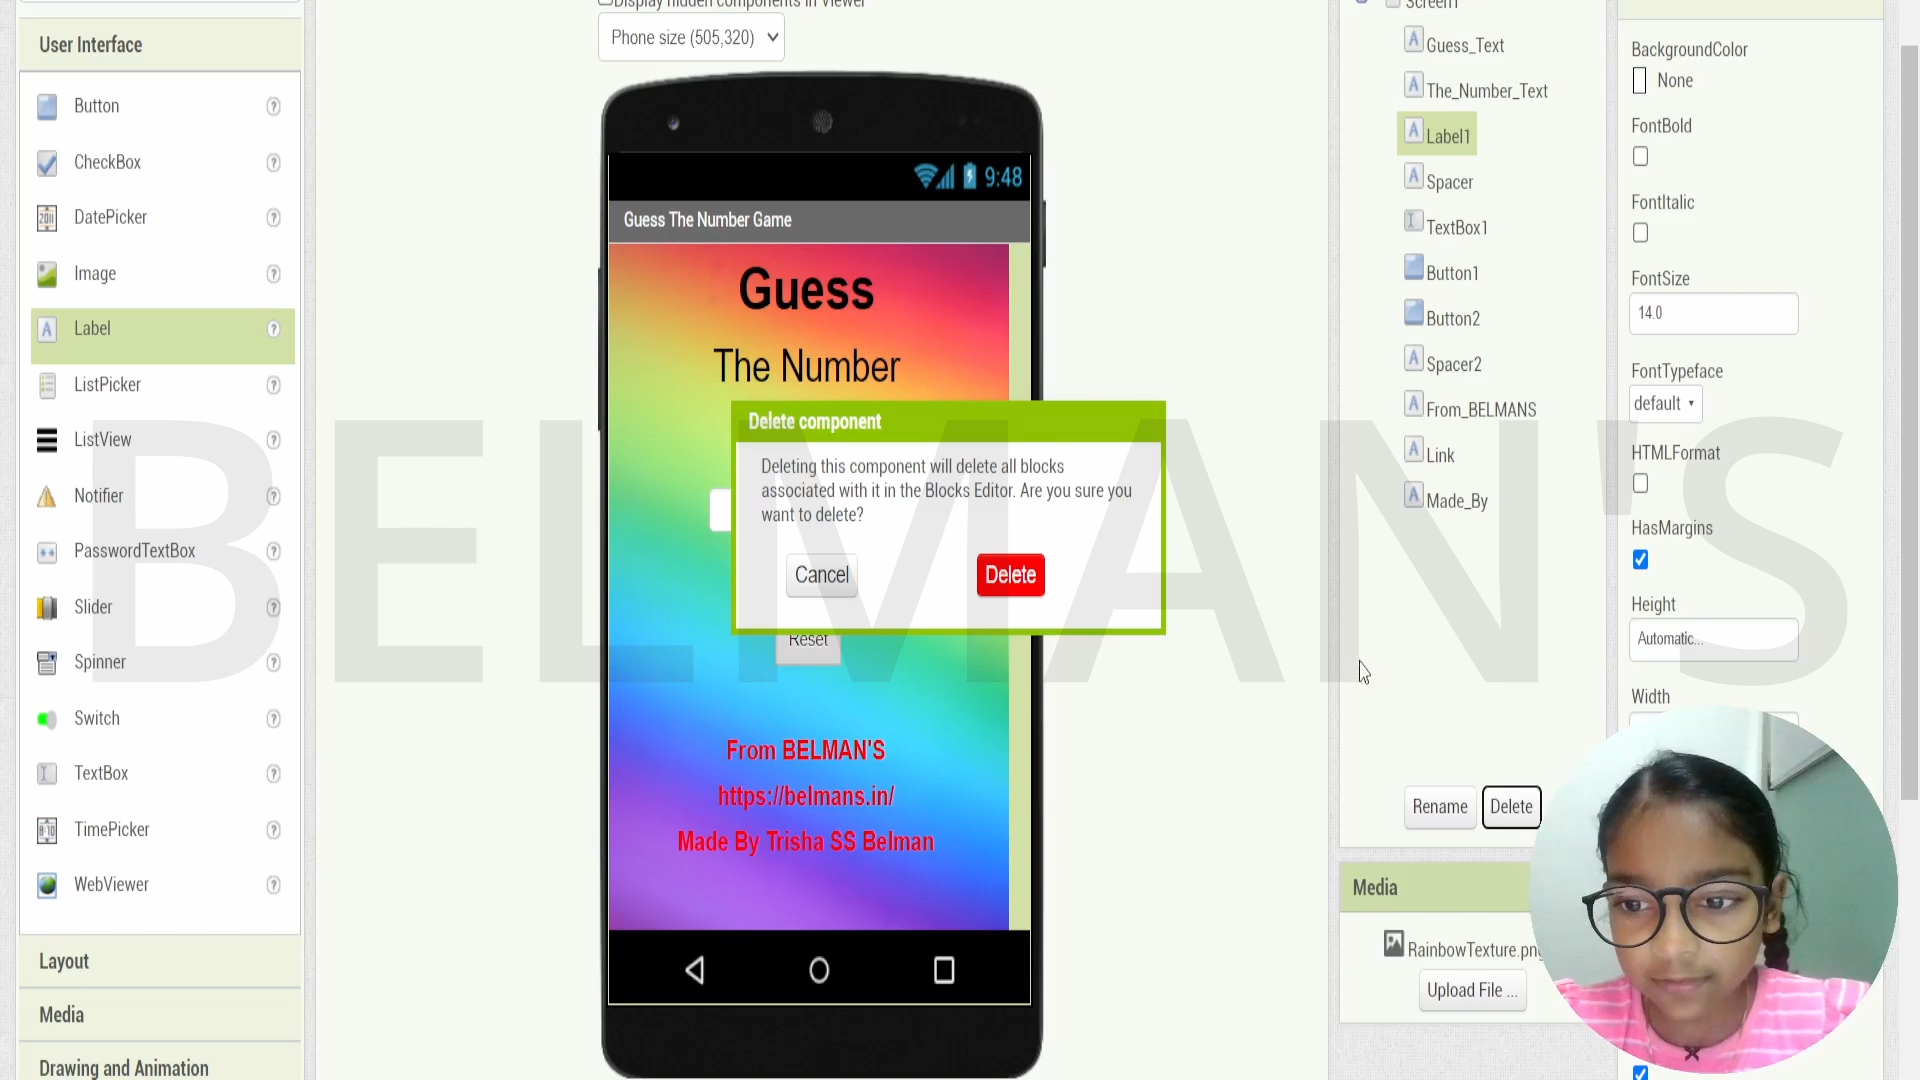 Display hidden components in Viewer
Phone size (505,320)
User Interface
Button
CheckBox
DatePicker
Image
Label
ListPicker
ListView
Notifier
PasswordTextBox
Slider
Spinner
Switch
TextBox
TimePicker
WebViewer
Layout
Media
Drawing and Animation
9:48
Guess The Number Game
Guess
The Number
Delete component
Deleting this component will delete all blocks
associated with it in the Blocks Editor. Are you sure you
want to delete?
Cancel
Delete
Reset
From BELMAN'S
https://belmans.in/
Made By Trisha SS Belman
BELMAN'S
Screen1
Guess_Text
The_Number_Text
Label1
Spacer
TextBox1
Button1
Button2
Spacer2
From_BELMANS
Link
Made_By
Rename
Delete
Media
RainbowTexture.png
Upload File ...
BackgroundColor
None
FontBold
FontItalic
FontSize
14.0
FontTypeface
default
HTMLFormat
HasMargins
Height
Automatic...
Width